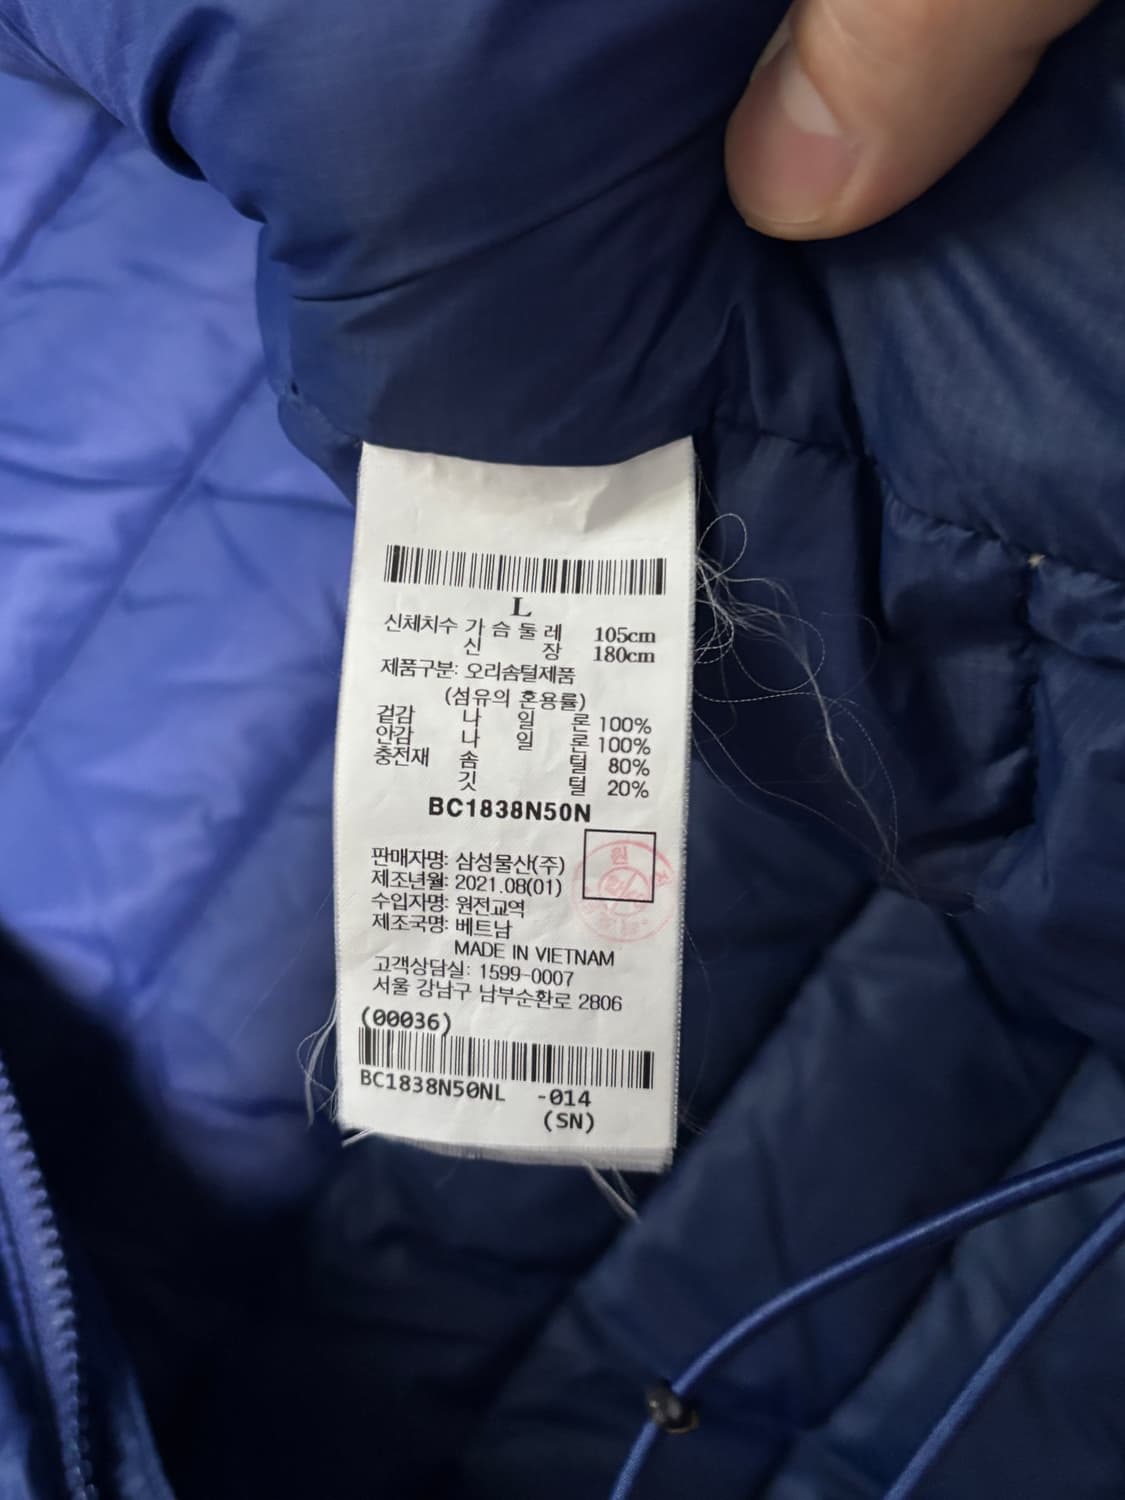 L
신체치수 가슴둘레 105cm
신장 180cm
제품구분: 오리솜털제품
(섬유의 혼용률)
겉감 나일론 100%
안감 나일론 100%
충전재 솜털 80%
깃털 20%
BC1838N50N
판매자명: 삼성물산(주)
제조년월: 2021.08(01)
수입자명: 원전교역
제조국명: 베트남
MADE IN VIETNAM
고객상담실: 1599-0007
서울 강남구 남부순환로 2806
(00036)
BC1838N50NL -014
(SN)
원